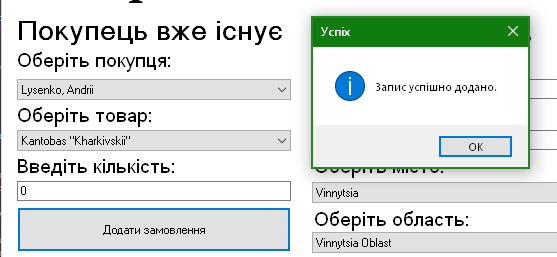 Покупець вже існує
Оберіть покупця:
Lysenko, Andrii
Оберіть товар:
Kantobas "Kharkivskii"
Введіть кількість:
0
Додати замовлення
Успіх
Запис успішно додано.
OK
Оберіть місто:
Vinnytsia
Оберіть область:
Vinnytsia Oblast